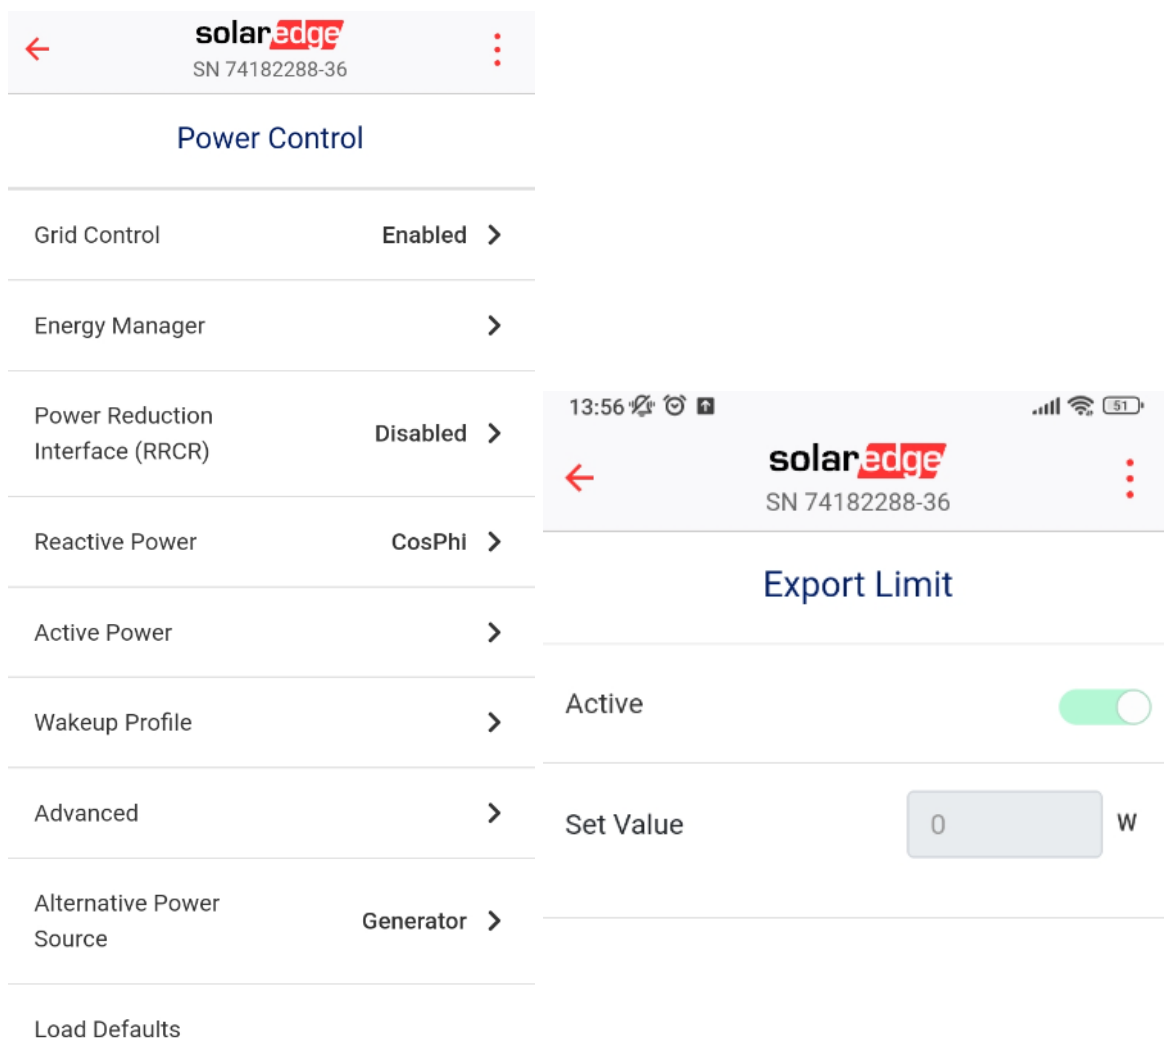 solaredge
SN 74182288-36
Power Control
Grid Control Enabled
Energy Manager
Power Reduction
Interface (RRCR) Disabled
Reactive Power CosPhi
Active Power
Wakeup Profile
Advanced
Alternative Power
Source Generator
Load Defaults
13:56 51
solaredge
SN 74182288-36
Export Limit
Active
Set Value 0 W